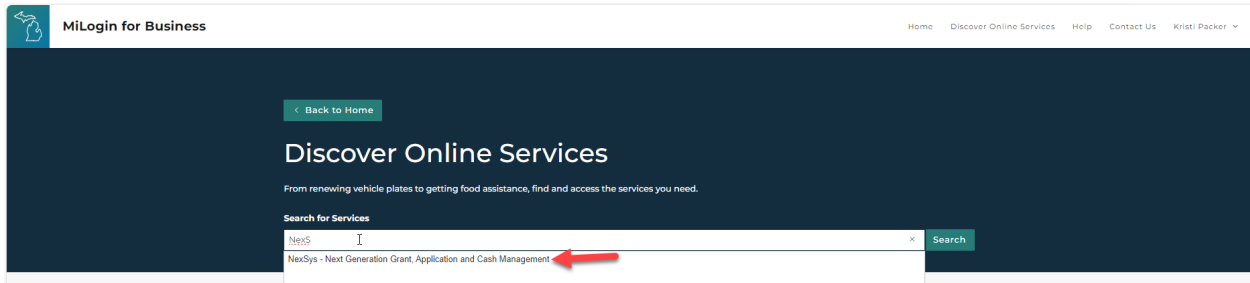 MiLogin for Business
Home Discover Online Services Help Contact Us Kristi Packer
Back to Home
Discover Online Services
From renewing vehicle plates to getting food assistance, find and access the services you need.
Search for Services
NexS × Search
NexSys - Next Generation Grant, Application and Cash Management